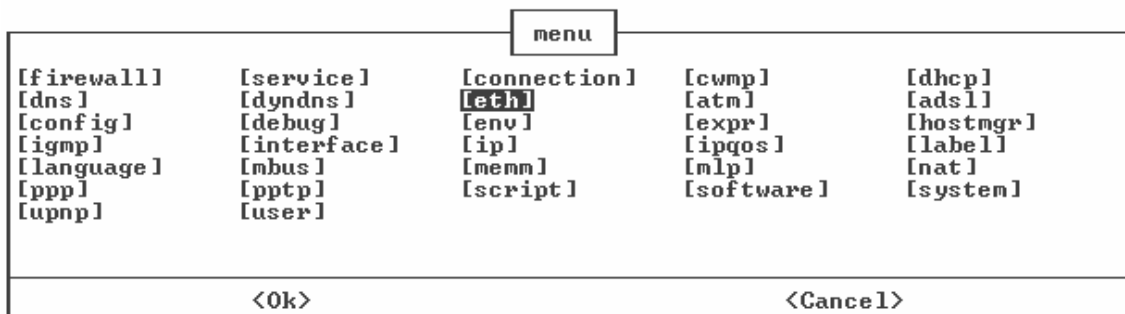 menu
[firewall] [service] [connection] [cwmp] [dhcp]
[dns] [dyndns] [eth] [atm] [adsl]
[config] [debug] [env] [expr] [hostmgr]
[igmp] [interface] [ip] [ipqos] [label]
[language] [mbus] [memm] [mlp] [nat]
[ppp] [pptp] [script] [software] [system]
[upnp] [user]
<Ok> <Cancel>